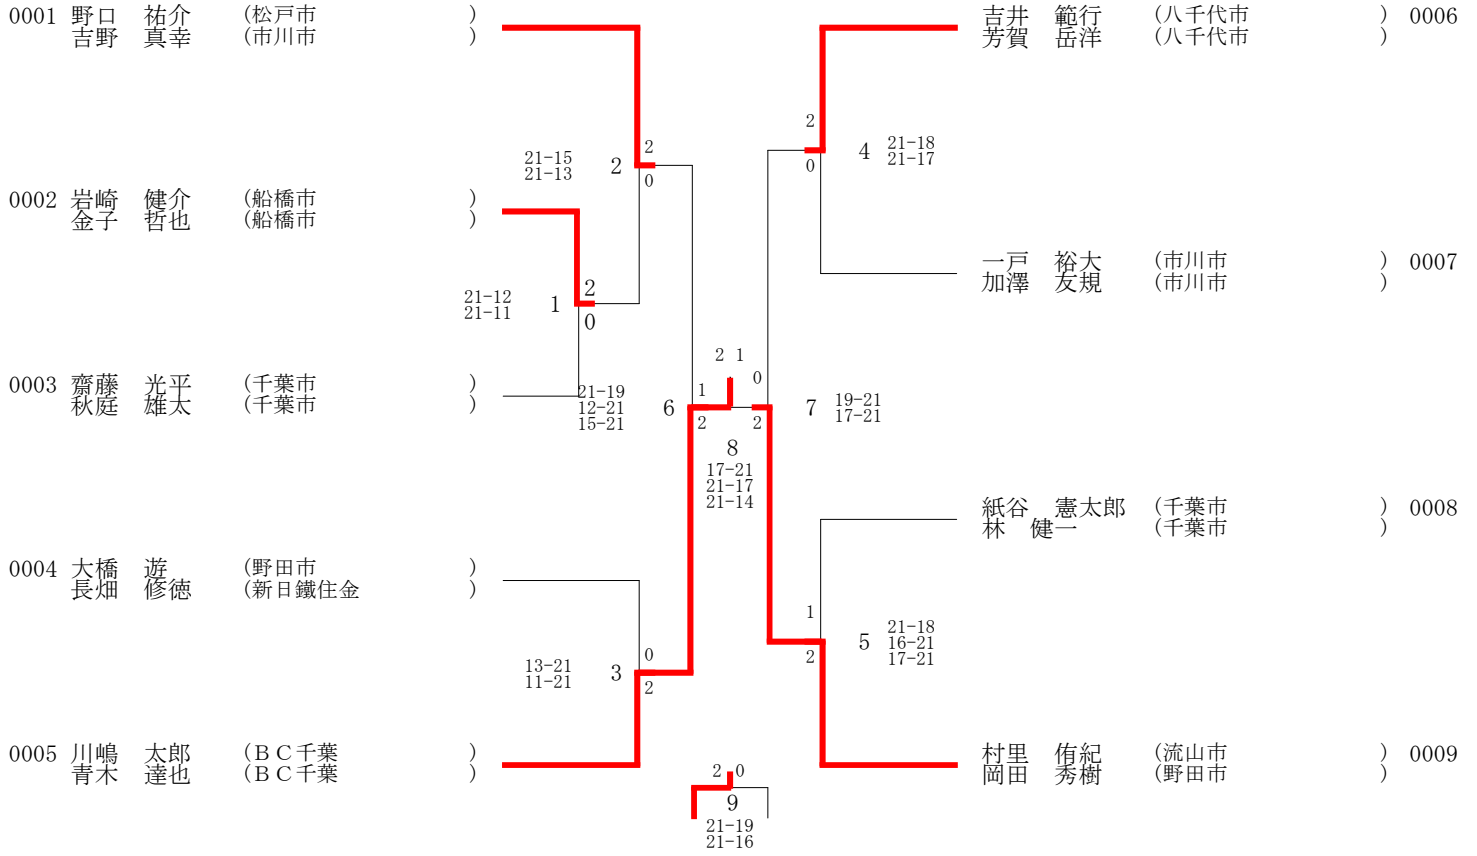 0001 野口　祐介 (松戸市 )
吉野　真幸 (市川市 )
吉井　範行 (八千代市 ) 0006
芳賀　岳洋 (八千代市 )
2
4
21-18
21-17
0
2
21-15
21-13
2
0
0002 岩崎　健介 (船橋市 )
金子　哲也 (船橋市 )
一戸　裕大 (市川市 ) 0007
加澤　友規 (市川市 )
21-12
21-11
1
2
0
2 1
0003 齋藤　光平 (千葉市 )
秋庭　雄太 (千葉市 )
21-19
12-21
15-21
6
1
2
0
2
7
19-21
17-21
8
17-21
21-17
21-14
紙谷　憲太郎 (千葉市 ) 0008
林　健一 (千葉市 )
0004 大橋　遊 (野田市 )
長畑　修徳 (新日鐵住金 )
1
5
21-18
16-21
17-21
2
13-21
11-21
3
0
2
0005 川嶋　太郎 (ＢＣ千葉 )
青木　達也 (ＢＣ千葉 )
村里　侑紀 (流山市 ) 0009
岡田　秀樹 (野田市 )
2 0
9
21-19
21-16